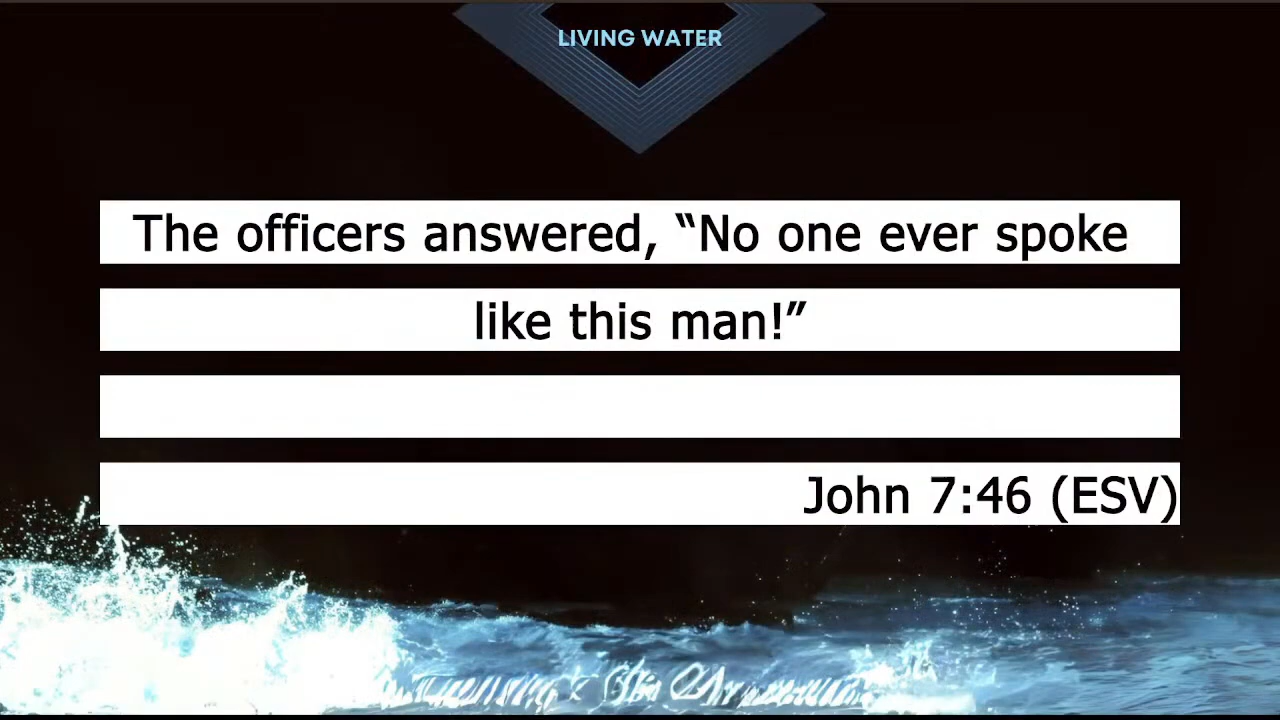 LIVING WATER
The officers answered, “No one ever spoke
like this man!”
John 7:46 (ESV)